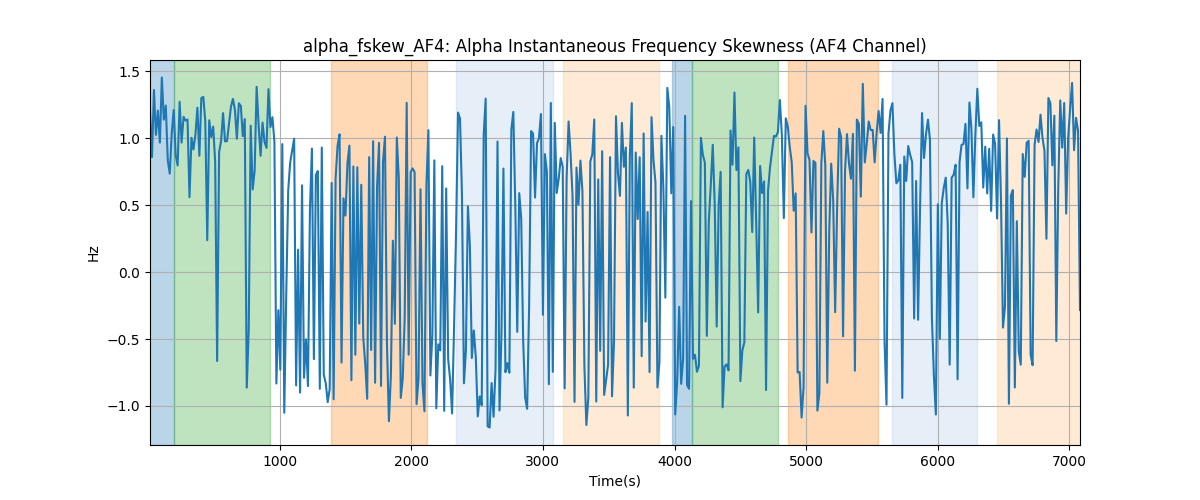 alpha_fskew_AF4: Alpha Instantaneous Frequency Skewness (AF4 Channel)
1.5
1.0
0.5
0.0
−0.5
−1.0
Hz
1000 2000 3000 4000 5000 6000 7000
Time(s)